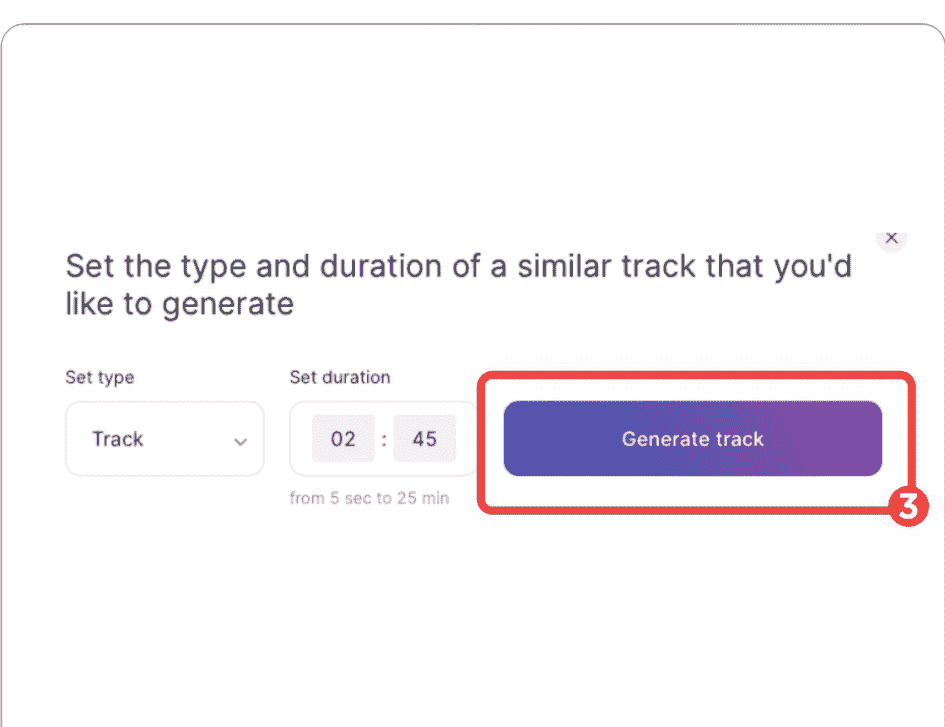 Set the type and duration of a similar track that you'd
like to generate
Set type
Set duration
Track
02 : 45
Generate track
from 5 sec to 25 min
3